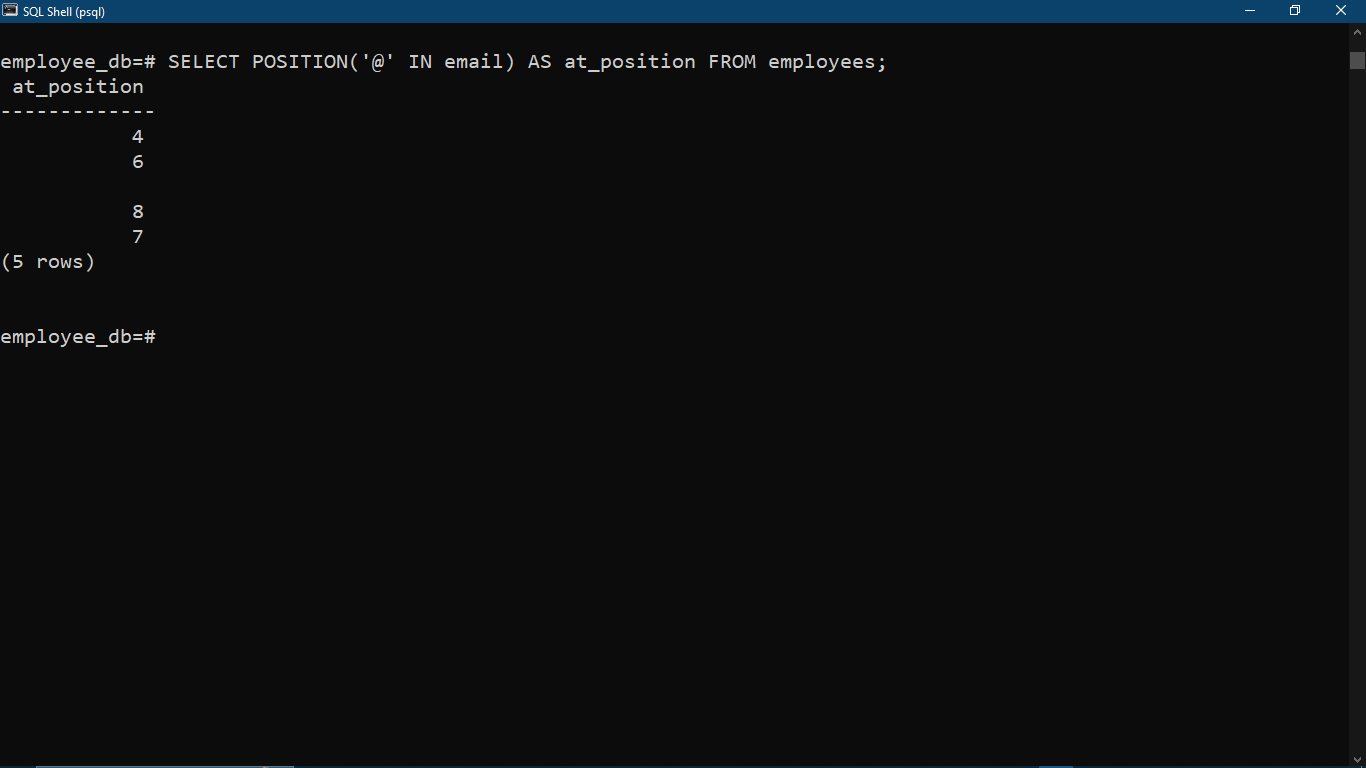 SQL Shell (psql)
employee_db=# SELECT POSITION('@' IN email) AS at_position FROM employees;
at_position
-------------
4
6
8
7
(5 rows)
employee_db=#